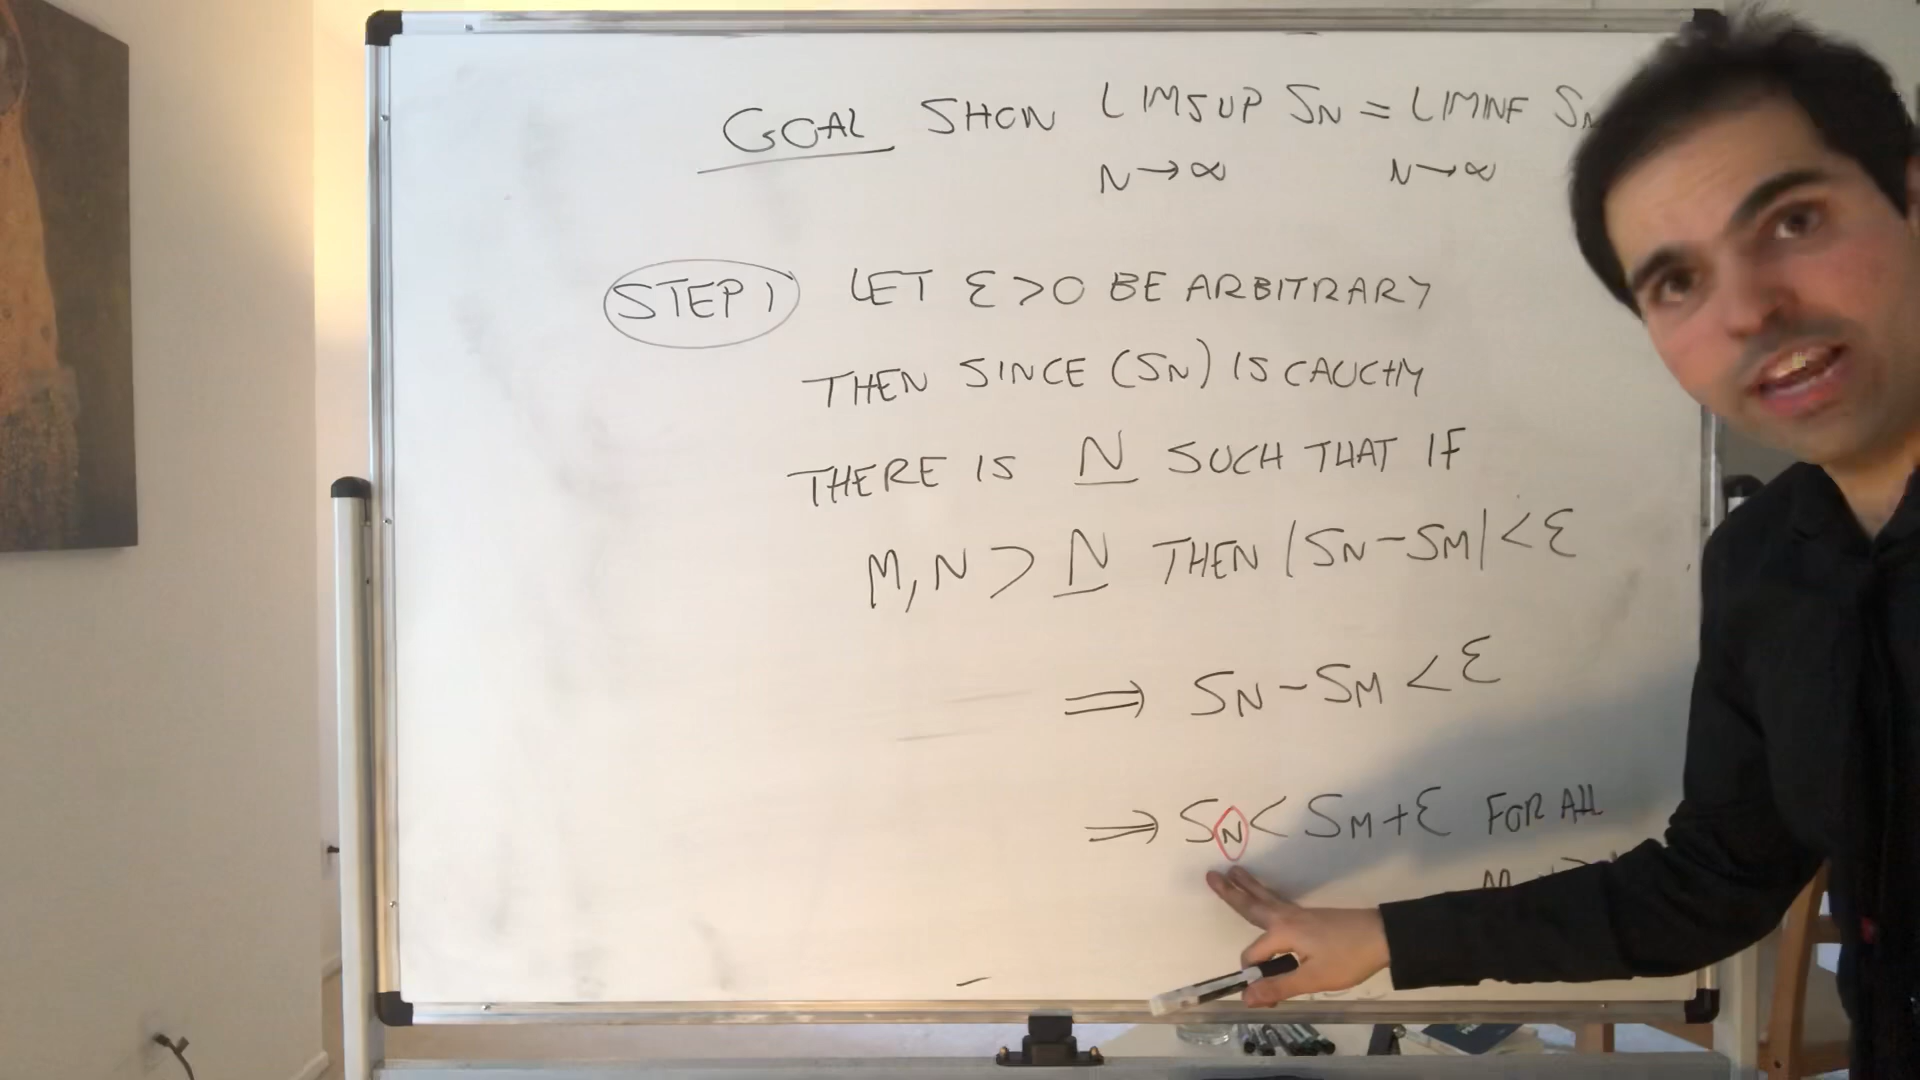 GOAL SHOW LIMSUP SN = LIMINF SN
N→∞ N→∞
STEP 1 LET ε>0 BE ARBITRARY
THEN SINCE (SN) IS CAUCHY
THERE IS N SUCH THAT IF
M, N > N THEN |SN-SM|<ε
⇒ SN-SM<ε
⇒ SN<SM+ε FOR ALL